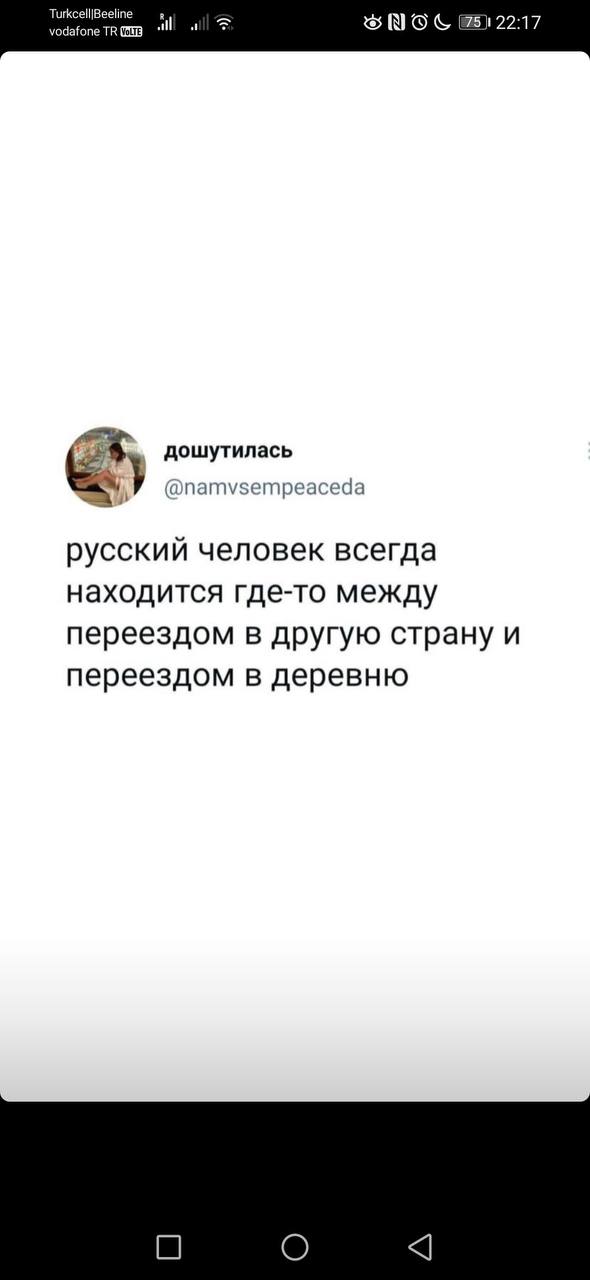 Turkcell|Beeline
vodafone TR VoLTE
R
75 22:17
дошутилась
@namvsempeaceda
русский человек всегда
находится где-то между
переездом в другую страну и
переездом в деревню